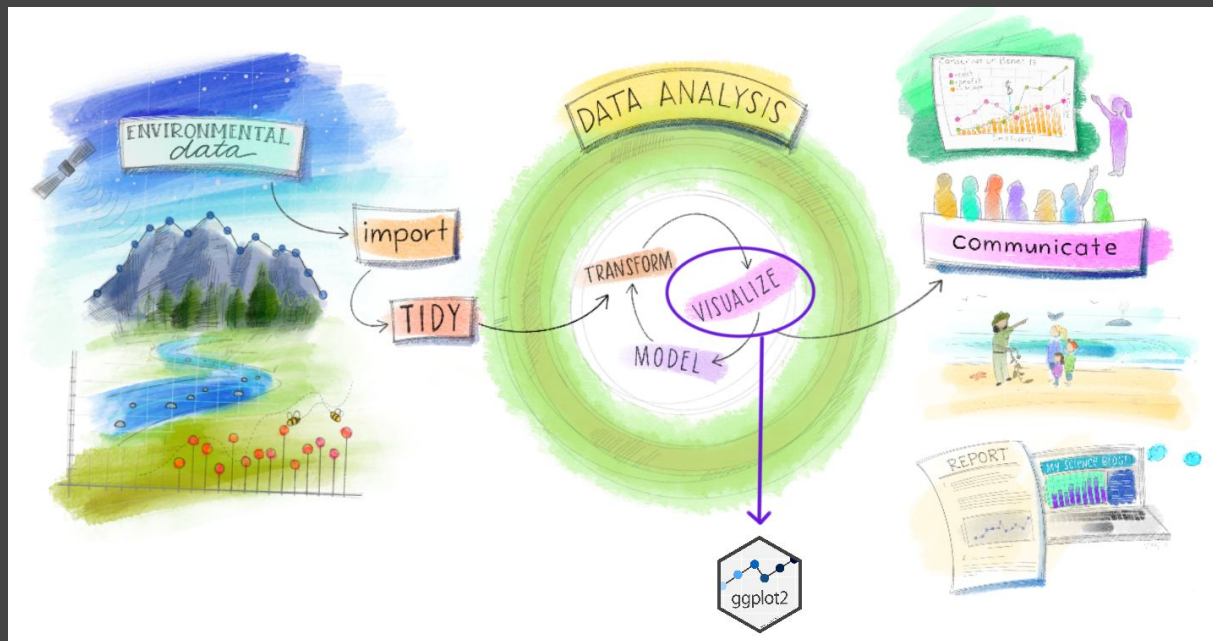 ENVIRONMENTAL
data
import
TIDY
DATA ANALYSIS
TRANSFORM
VISUALIZE
MODEL
ggplot2
$
Communicate
REPORT
MY SCIENCE BLOG!